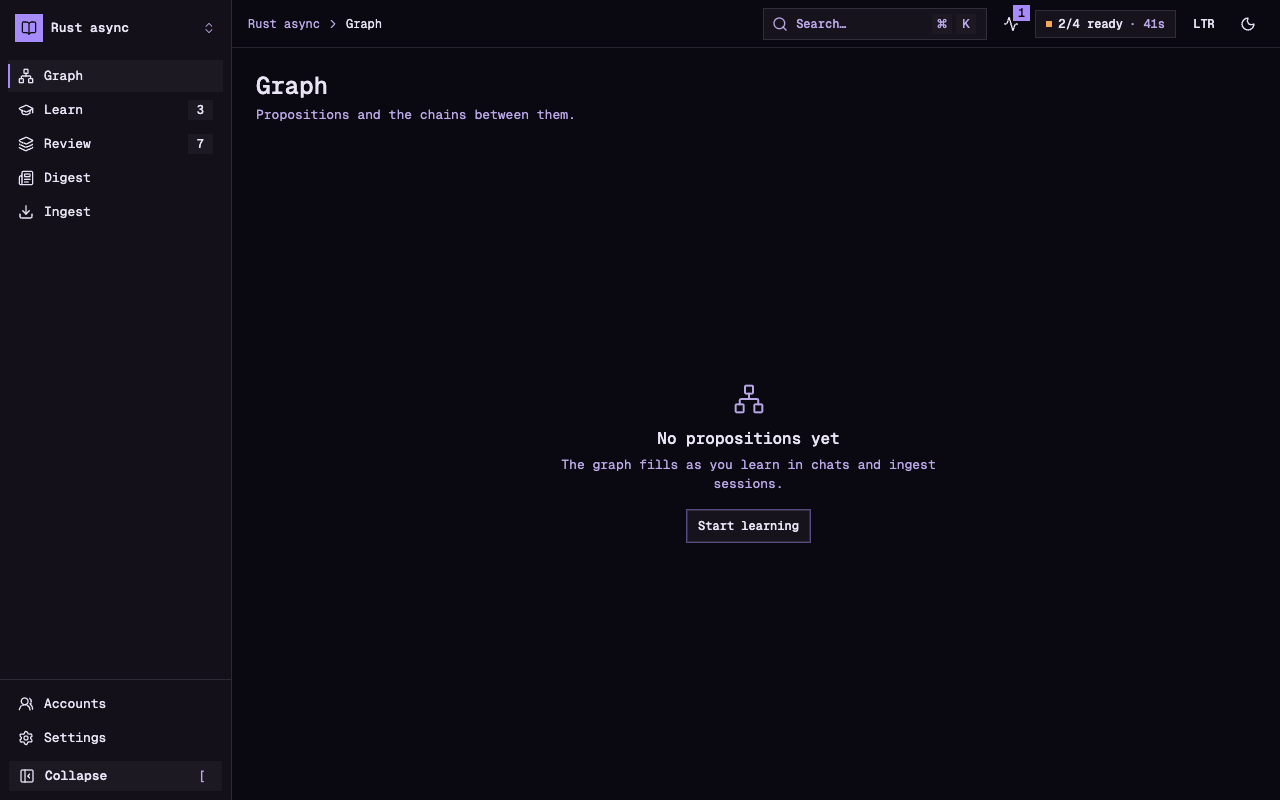 Rust async
Graph
Learn 3
Review 7
Digest
Ingest
Accounts
Settings
Collapse [
Rust async > Graph
Search… ⌘ K
1
2/4 ready · 41s
LTR
Graph
Propositions and the chains between them.
No propositions yet
The graph fills as you learn in chats and ingest
sessions.
Start learning